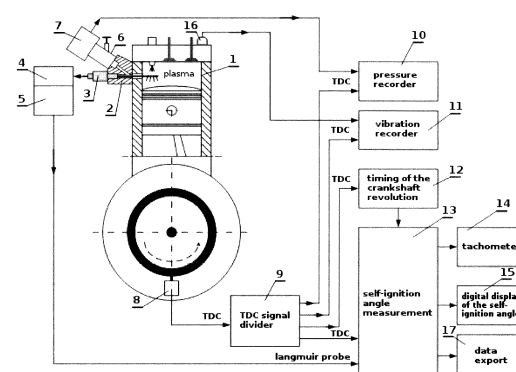 16
7
6
1
10
4
plasma
TDC
pressure
recorder
3
2
11
5
TDC
vibration
recorder
12
TDC
timing of the
crankshaft
revolution
13
14
tachomete
9
15
8
TDC
TDC signal
divider
TDC
self-ignition
angle
measurement
digital displa
of the self-
ignition angle
17
langmuir probe
data
export